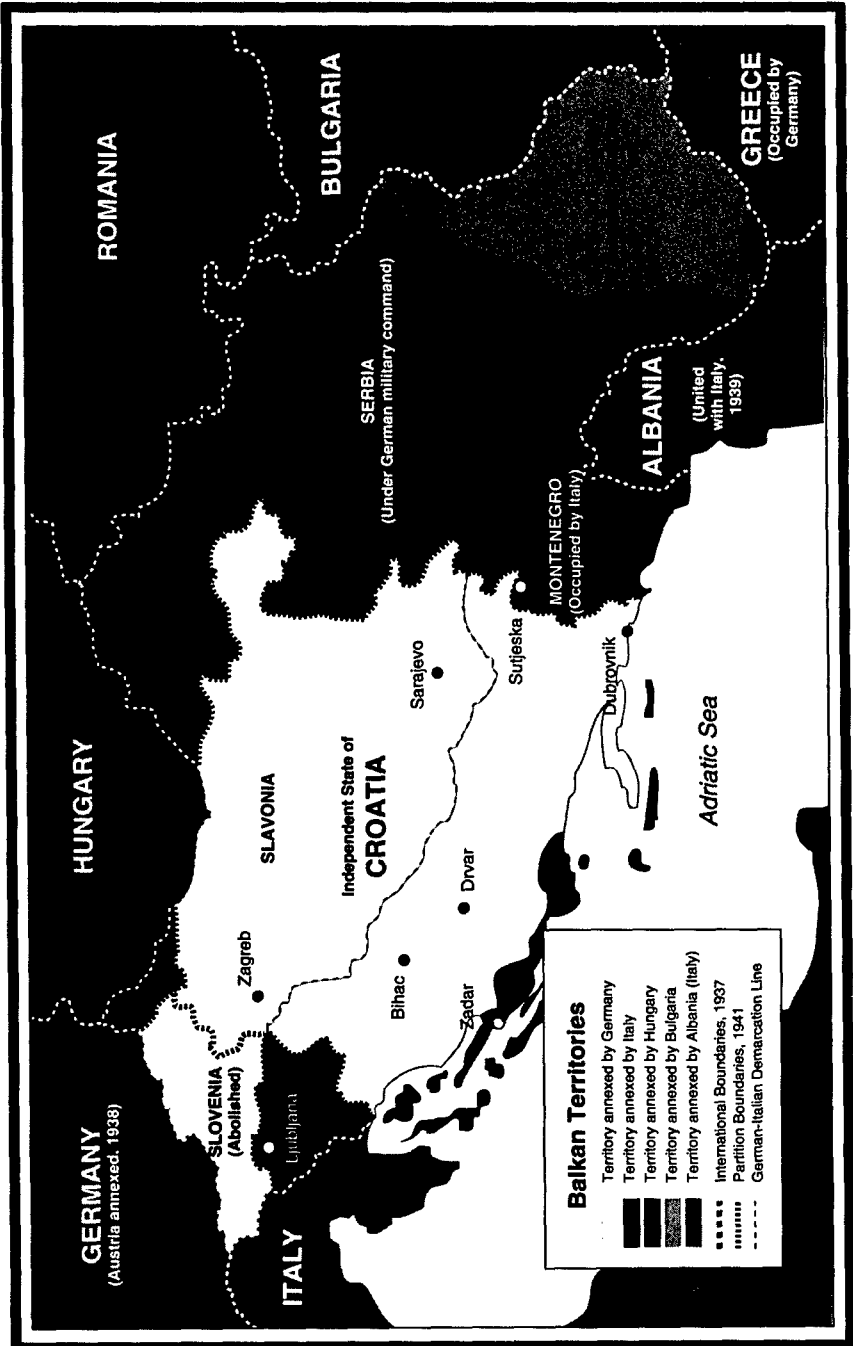 GERMANY
(Austria annexed. 1938)
HUNGARY
ROMANIA
SLOVENIA
(Abolished)
Ljubljana
ITALY
Zagreb
SLAVONIA
Independent State of
CROATIA
SERBIA
(Under German military command)
BULGARIA
Bihac
Drvar
Sarajevo
Zadar
Sutjeska
MONTENEGRO
(Occupied by Italy)
Dubrovnik
ALBANIA
(United
with Italy.
1939)
GREECE
(Occupied by
Germany)
Adriatic Sea
Balkan Territories
Territory annexed by Germany
Territory annexed by Italy
Territory annexed by Hungary
Territory annexed by Bulgaria
Territory annexed by Albania (Italy)
International Boundaries, 1937
Partition Boundaries, 1941
German-Italian Demarcation Line